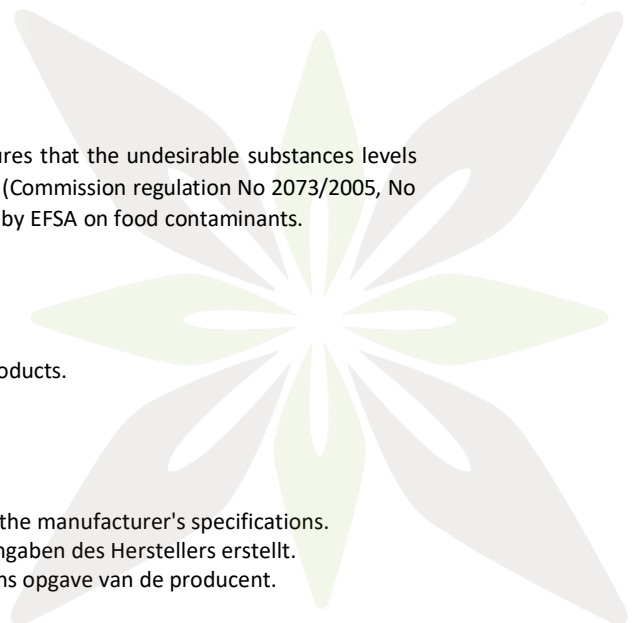 res that the undesirable substances levels
(Commission regulation No 2073/2005, No
by EFSA on food contaminants.
oducts.
the manufacturer's specifications.
ngaben des Herstellers erstellt.
ns opgave van de producent.